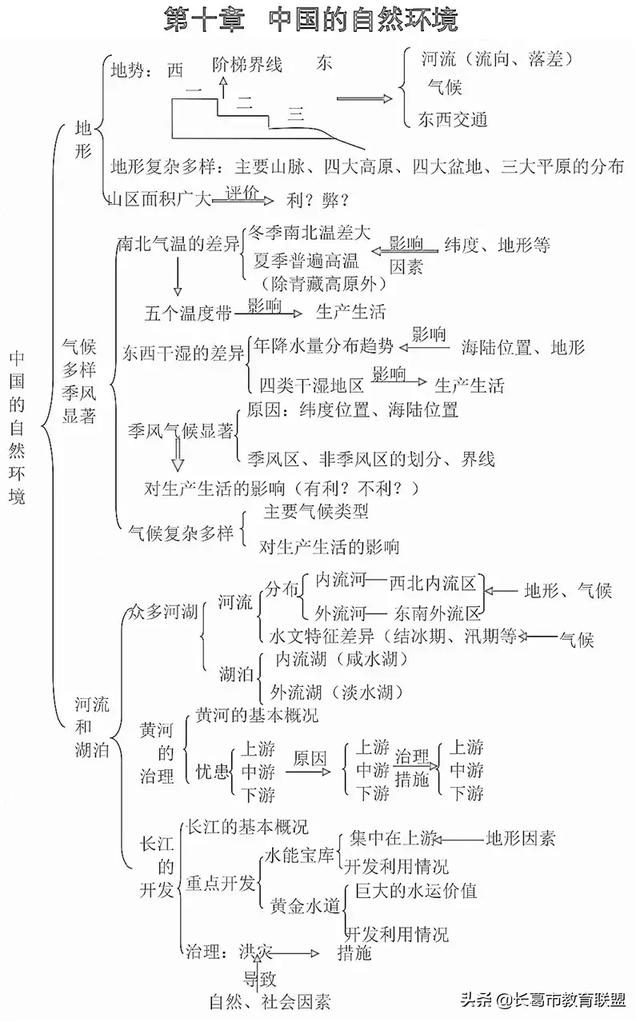 第十章 中国的自然环境
中国的自然环境
地形
地势：西 阶梯界线 东
一
二
三
河流（流向、落差）
气候
东西交通
地形复杂多样：主要山脉、四大高原、四大盆地、三大平原的分布
山区面积广大 评价 利？弊？
气候多样季风显著
南北气温的差异
冬季南北温差大
夏季普遍高温
（除青藏高原外）
影响 因素
纬度、地形等
五个温度带 影响 生产生活
东西干湿的差异
年降水量分布趋势 影响 海陆位置、地形
四类干湿地区 影响 生产生活
季风气候显著
原因：纬度位置、海陆位置
季风区、非季风区的划分、界线
对生产生活的影响（有利？不利？）
气候复杂多样
主要气候类型
对生产生活的影响
河流和湖泊
众多河湖
河流
分布
内流河 西北内流区
外流河 东南外流区
地形、气候
水文特征差异（结冰期、汛期等） 气候
湖泊
内流湖（咸水湖）
外流湖（淡水湖）
黄河的治理
黄河的基本概况
忧患
上游
中游
下游
原因
上游
中游
下游
治理 措施
上游
中游
下游
长江的开发
长江的基本概况
重点开发
水能宝库
集中在上游 地形因素
开发利用情况
黄金水道
巨大的水运价值
开发利用情况
治理：洪灾 措施
导致
自然、社会因素
头条 @长葛市教育联盟